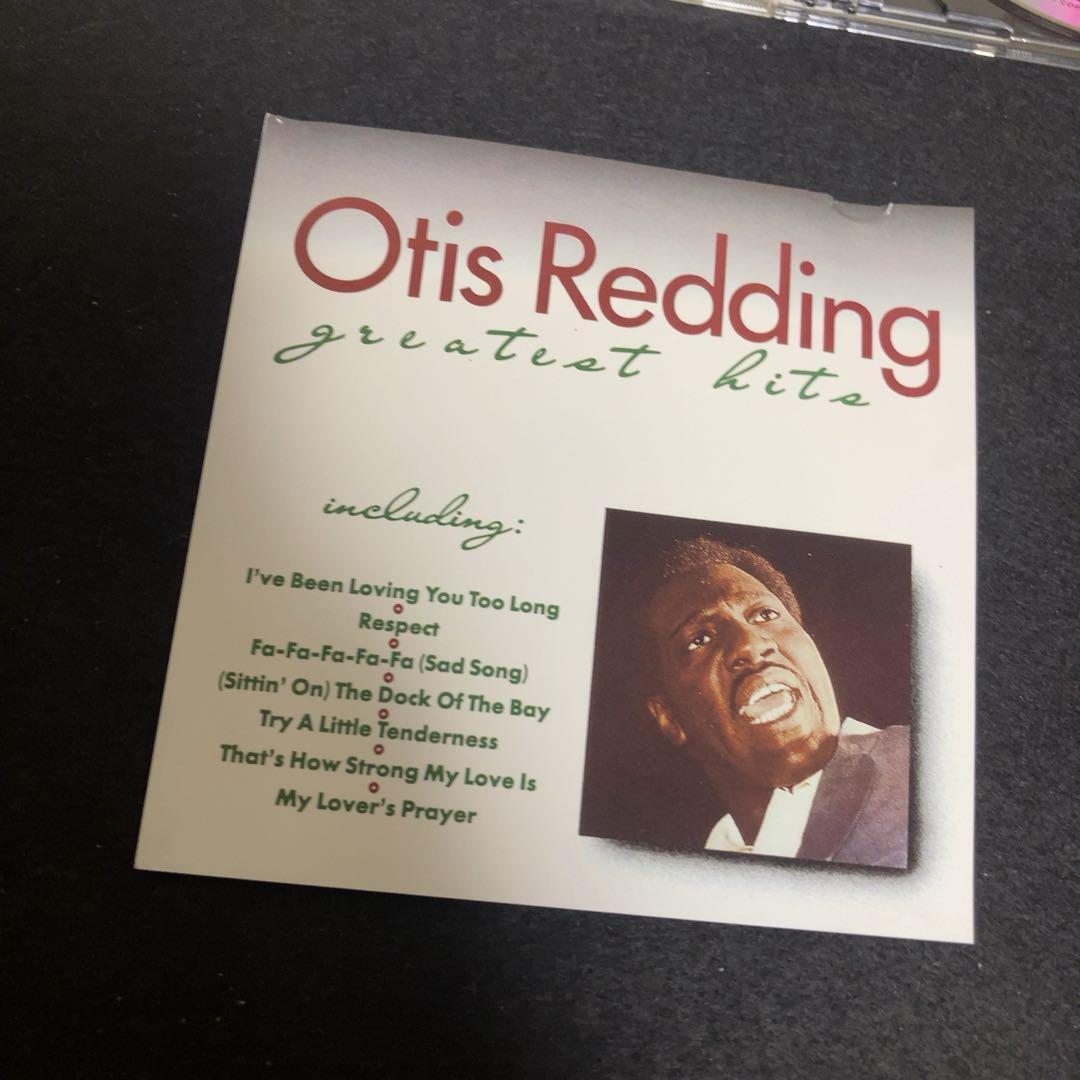 Otis Redding
greatest hits
including:
I've Been Loving You Too Long
Respect
Fa-Fa-Fa-Fa-Fa (Sad Song)
(Sittin' On) The Dock Of The Bay
Try A Little Tenderness
That's How Strong My Love Is
My Lover's Prayer